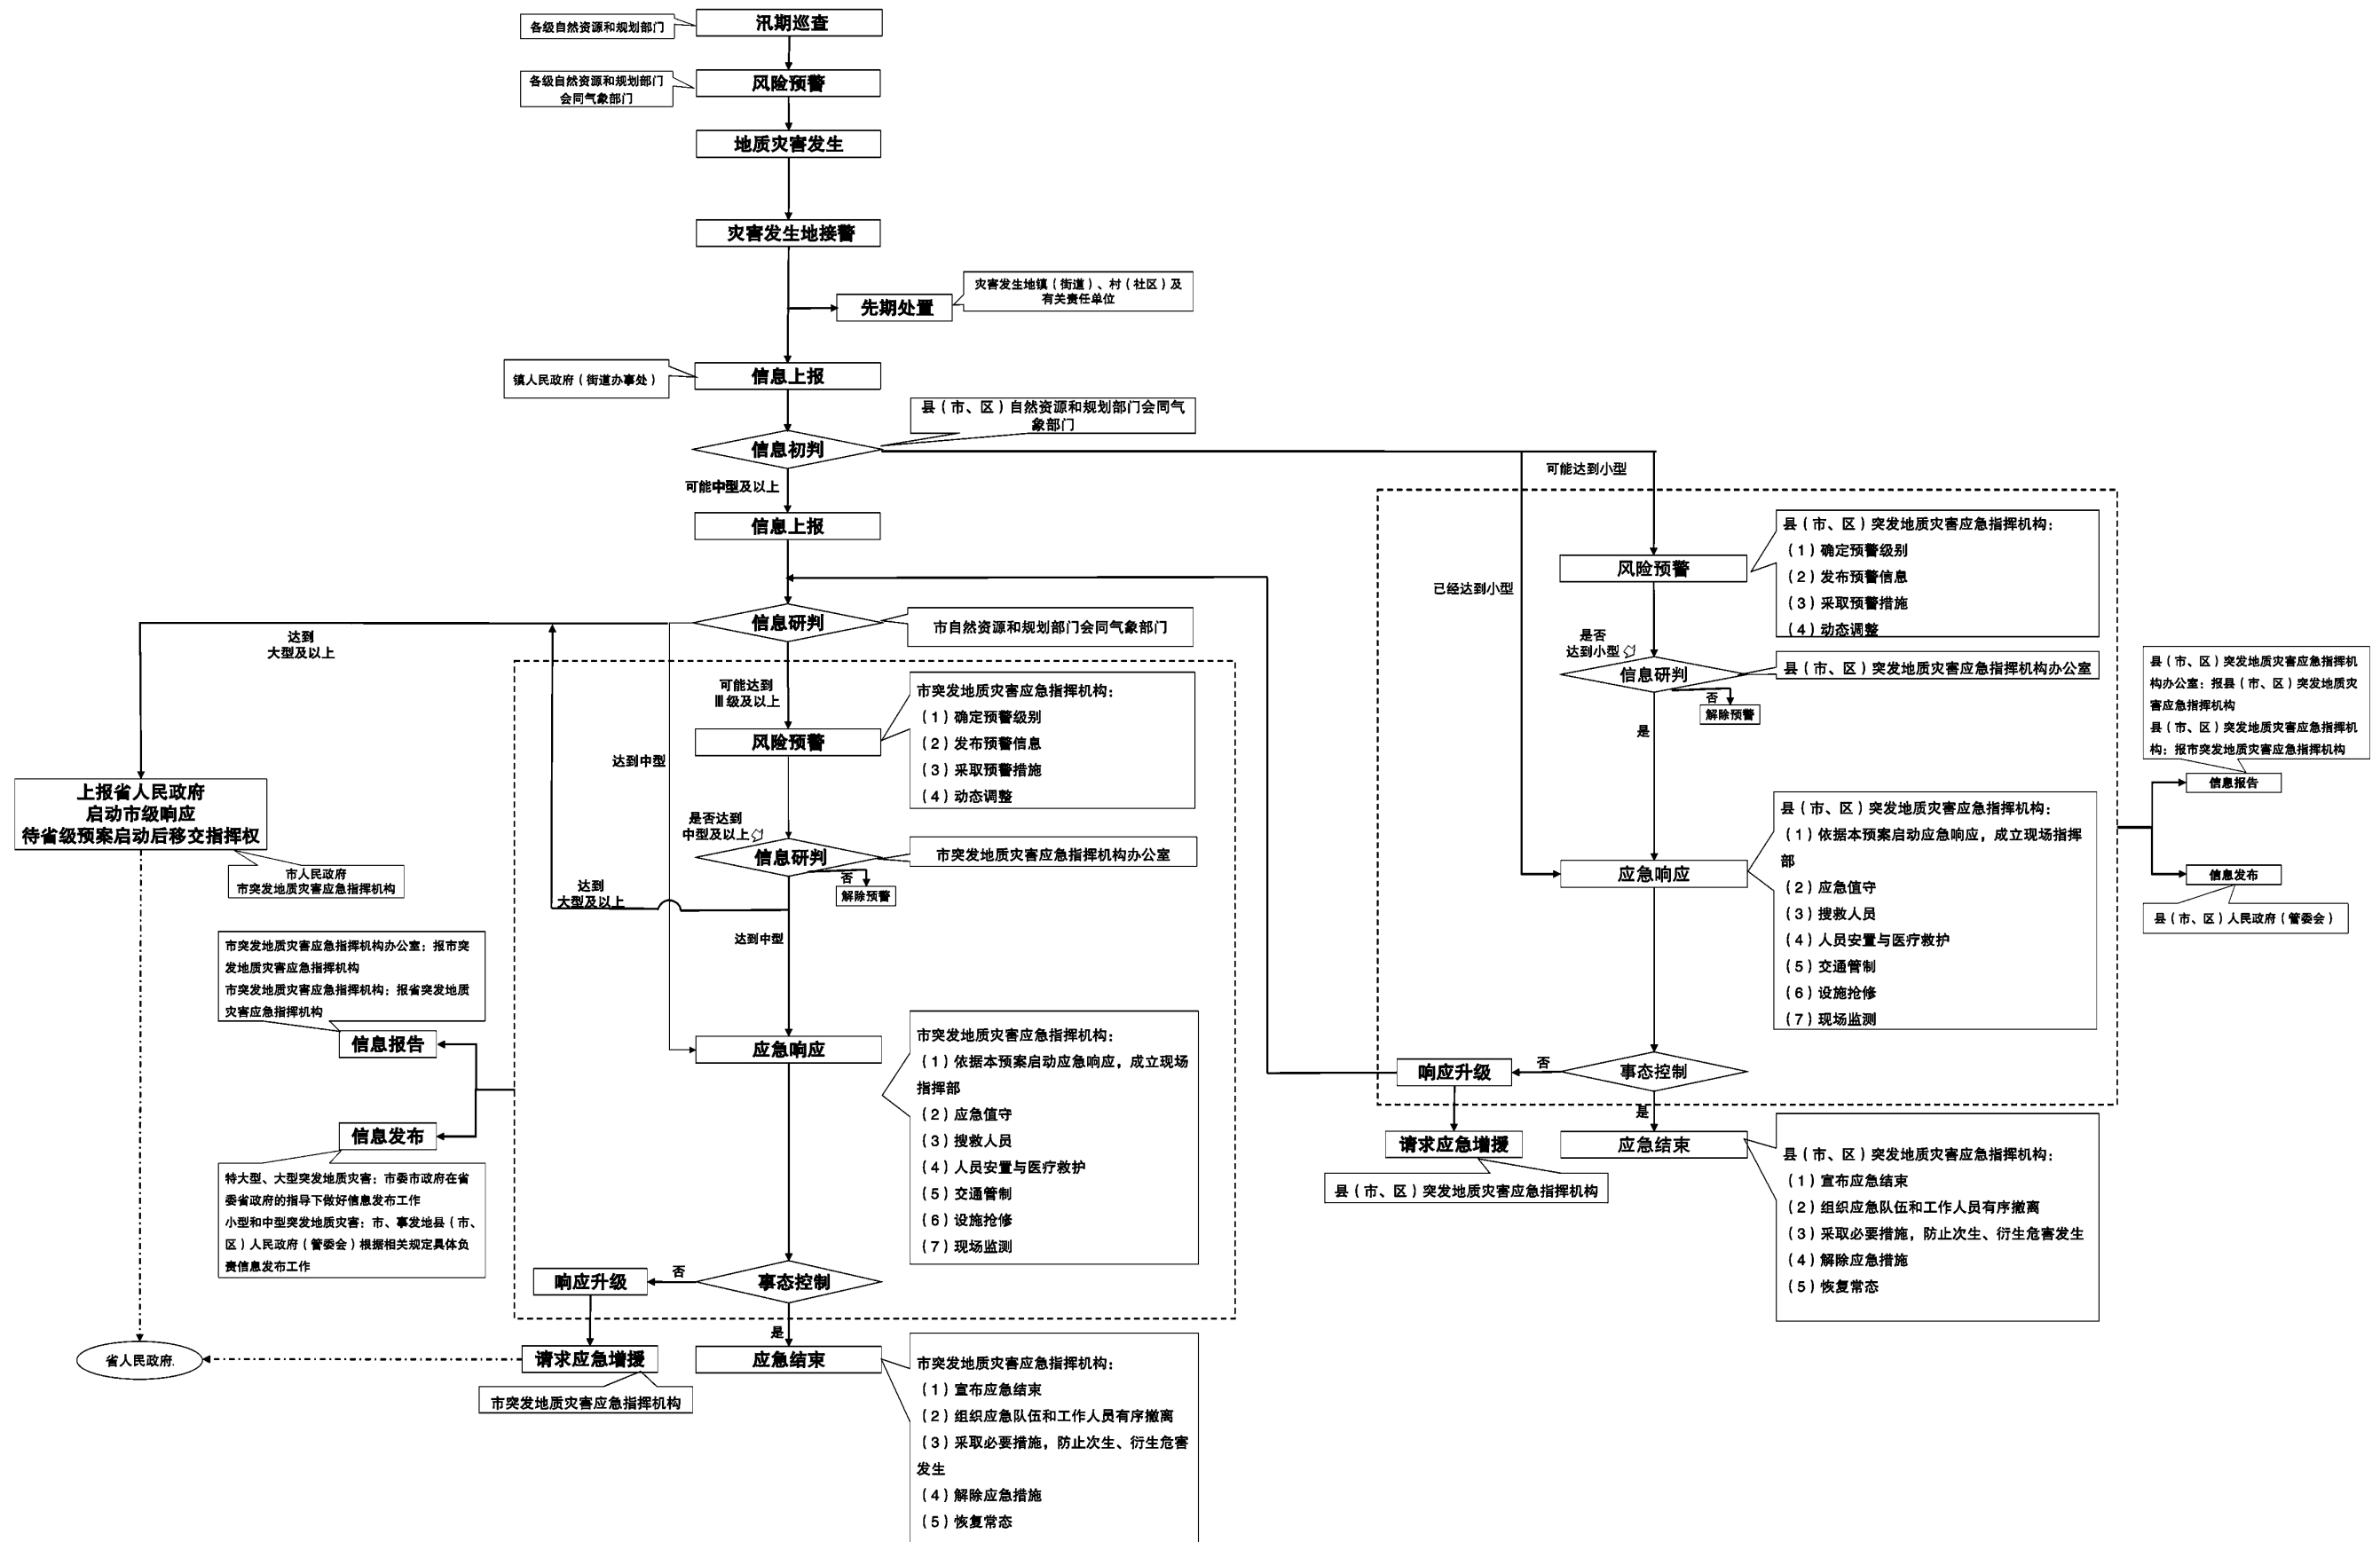 各级自然资源和规划部门
汛期巡查
各级自然资源和规划部门
会同气象部门
风险预警
地质灾害发生
灾害发生地接警
先期处置
灾害发生地镇（街道）、村（社区）及
有关责任单位
镇人民政府（街道办事处）
信息上报
县（市、区）自然资源和规划部门会同气
象部门
信息初判
可能中型及以上
信息上报
信息研判
市自然资源和规划部门会同气象部门
达到
大型及以上
上报省人民政府
启动市级响应
待省级预案启动后移交指挥权
市人民政府
市突发地质灾害应急指挥机构
可能达到
Ⅲ级及以上
达到中型
风险预警
市突发地质灾害应急指挥机构：
（1）确定预警级别
（2）发布预警信息
（3）采取预警措施
（4）动态调整
是否达到
中型及以上
信息研判
市突发地质灾害应急指挥机构办公室
否
解除预警
达到
大型及以上
达到中型
市突发地质灾害应急指挥机构办公室：报市突
发地质灾害应急指挥机构
市突发地质灾害应急指挥机构：报省突发地质
灾害应急指挥机构
信息报告
信息发布
特大型、大型突发地质灾害：市委市政府在省
委省政府的指导下做好信息发布工作
小型和中型突发地质灾害：市、事发地县（市、
区）人民政府（管委会）根据相关规定具体负
责信息发布工作
应急响应
市突发地质灾害应急指挥机构：
（1）依据本预案启动应急响应，成立现场
指挥部
（2）应急值守
（3）搜救人员
（4）人员安置与医疗救护
（5）交通管制
（6）设施抢修
（7）现场监测
事态控制
否
响应升级
请求应急增援
市突发地质灾害应急指挥机构
省人民政府.
是
应急结束
市突发地质灾害应急指挥机构：
（1）宣布应急结束
（2）组织应急队伍和工作人员有序撤离
（3）采取必要措施，防止次生、衍生危害
发生
（4）解除应急措施
（5）恢复常态
可能达到小型
已经达到小型
风险预警
县（市、区）突发地质灾害应急指挥机构：
（1）确定预警级别
（2）发布预警信息
（3）采取预警措施
（4）动态调整
是否
达到小型
信息研判
县（市、区）突发地质灾害应急指挥机构办公室
否
解除预警
是
应急响应
县（市、区）突发地质灾害应急指挥机构：
（1）依据本预案启动应急响应，成立现场指挥
部
（2）应急值守
（3）搜救人员
（4）人员安置与医疗救护
（5）交通管制
（6）设施抢修
（7）现场监测
事态控制
否
响应升级
请求应急增援
县（市、区）突发地质灾害应急指挥机构
是
应急结束
县（市、区）突发地质灾害应急指挥机构：
（1）宣布应急结束
（2）组织应急队伍和工作人员有序撤离
（3）采取必要措施，防止次生、衍生危害发生
（4）解除应急措施
（5）恢复常态
县（市、区）突发地质灾害应急指挥机
构办公室：报县（市、区）突发地质灾
害应急指挥机构
县（市、区）突发地质灾害应急指挥机
构：报市突发地质灾害应急指挥机构
信息报告
信息发布
县（市、区）人民政府（管委会）